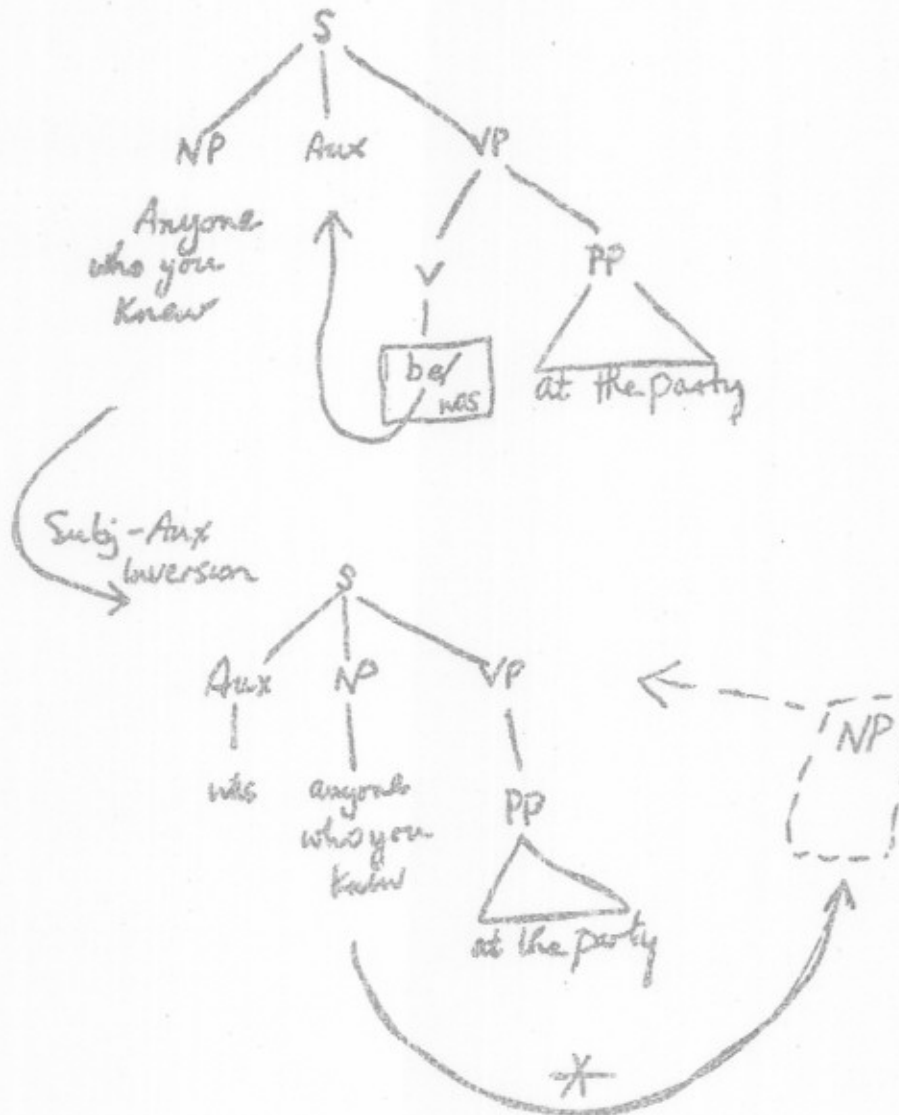 S
NP Aux VP
Anyone
who you
knew
V PP
be/
was
at the party
Subj-Aux
inversion
S
Aux NP VP
NP
was anyone
who you
knew
PP
at the party
*